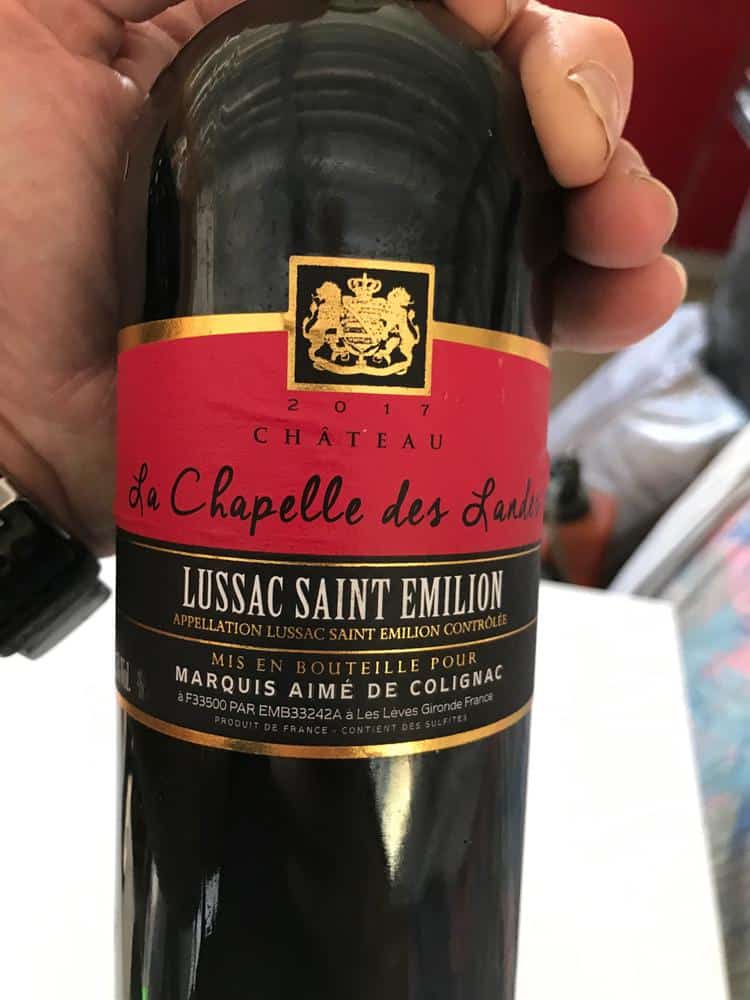 2017
CHÂTEAU
La Chapelle des Landes
LUSSAC SAINT EMILION
APPELLATION LUSSAC SAINT EMILION CONTRÔLÉE
MIS EN BOUTEILLE POUR
MARQUIS AIMÉ DE COLIGNAC
à F33500 PAR EMB33242A à Les Lèves Gironde France
PRODUIT DE FRANCE - CONTIENT DES SULFITES